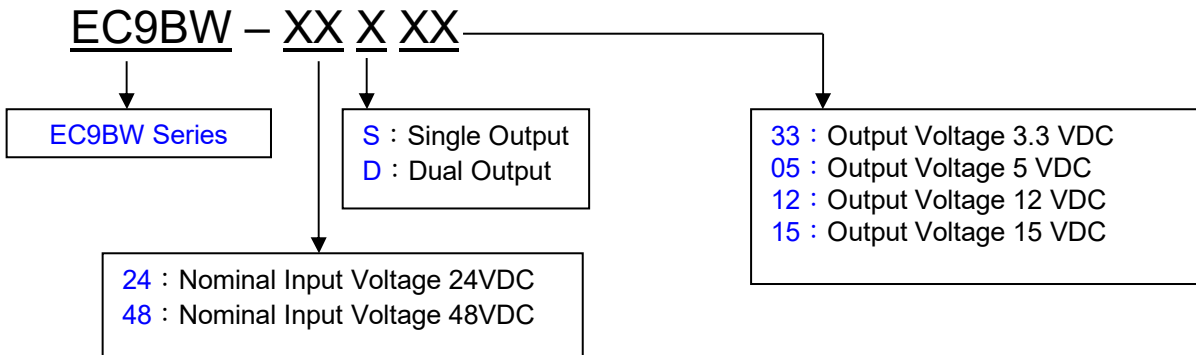 EC9BW – XX X XX
EC9BW Series
S：Single Output
D：Dual Output
33：Output Voltage 3.3 VDC
05：Output Voltage 5 VDC
12：Output Voltage 12 VDC
15：Output Voltage 15 VDC
24：Nominal Input Voltage 24VDC
48：Nominal Input Voltage 48VDC